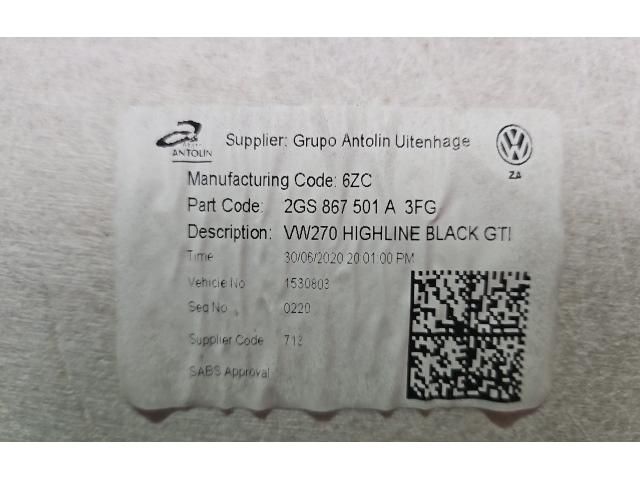 ANTOLIN
Supplier: Grupo Antolin Uitenhage
ZA
Manufacturing Code: 6ZC
Part Code: 2GS 867 501 A 3FG
Description: VW270 HIGHLINE BLACK GTI
Time 30/06/2020 20:01:00 PM
Vehicle No 1530803
Seq No 0220
Supplier Code 713
SABS Approval